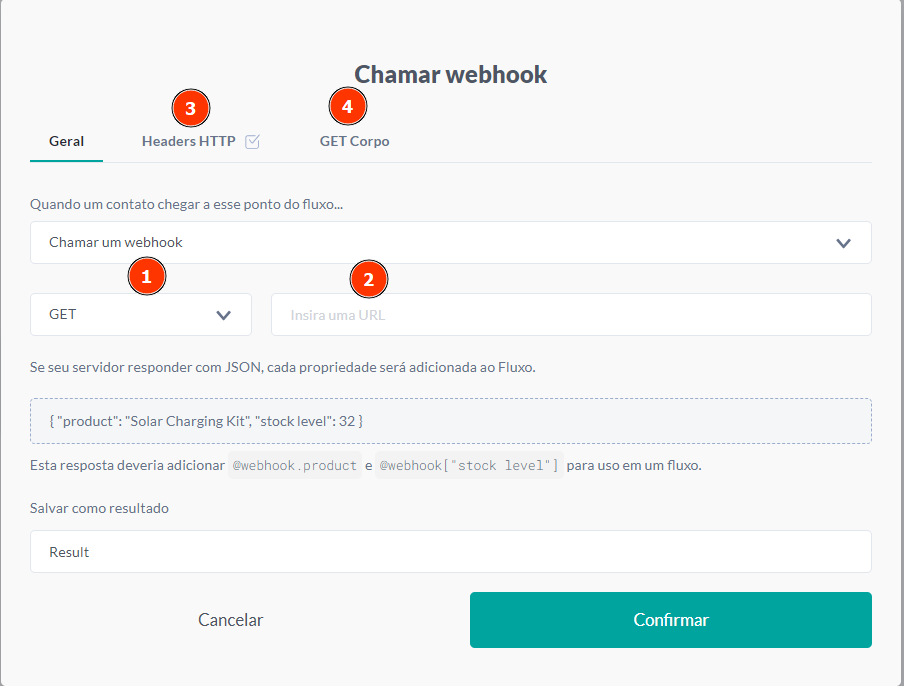 Chamar webhook
3
4
Geral
Headers HTTP
GET Corpo
Quando um contato chegar a esse ponto do fluxo...
Chamar um webhook
1
2
GET
Insira uma URL
Se seu servidor responder com JSON, cada propriedade será adicionada ao Fluxo.
{ "product": "Solar Charging Kit", "stock level": 32 }
Esta resposta deveria adicionar @webhook.product e @webhook["stock level"] para uso em um fluxo.
Salvar como resultado
Result
Cancelar
Confirmar